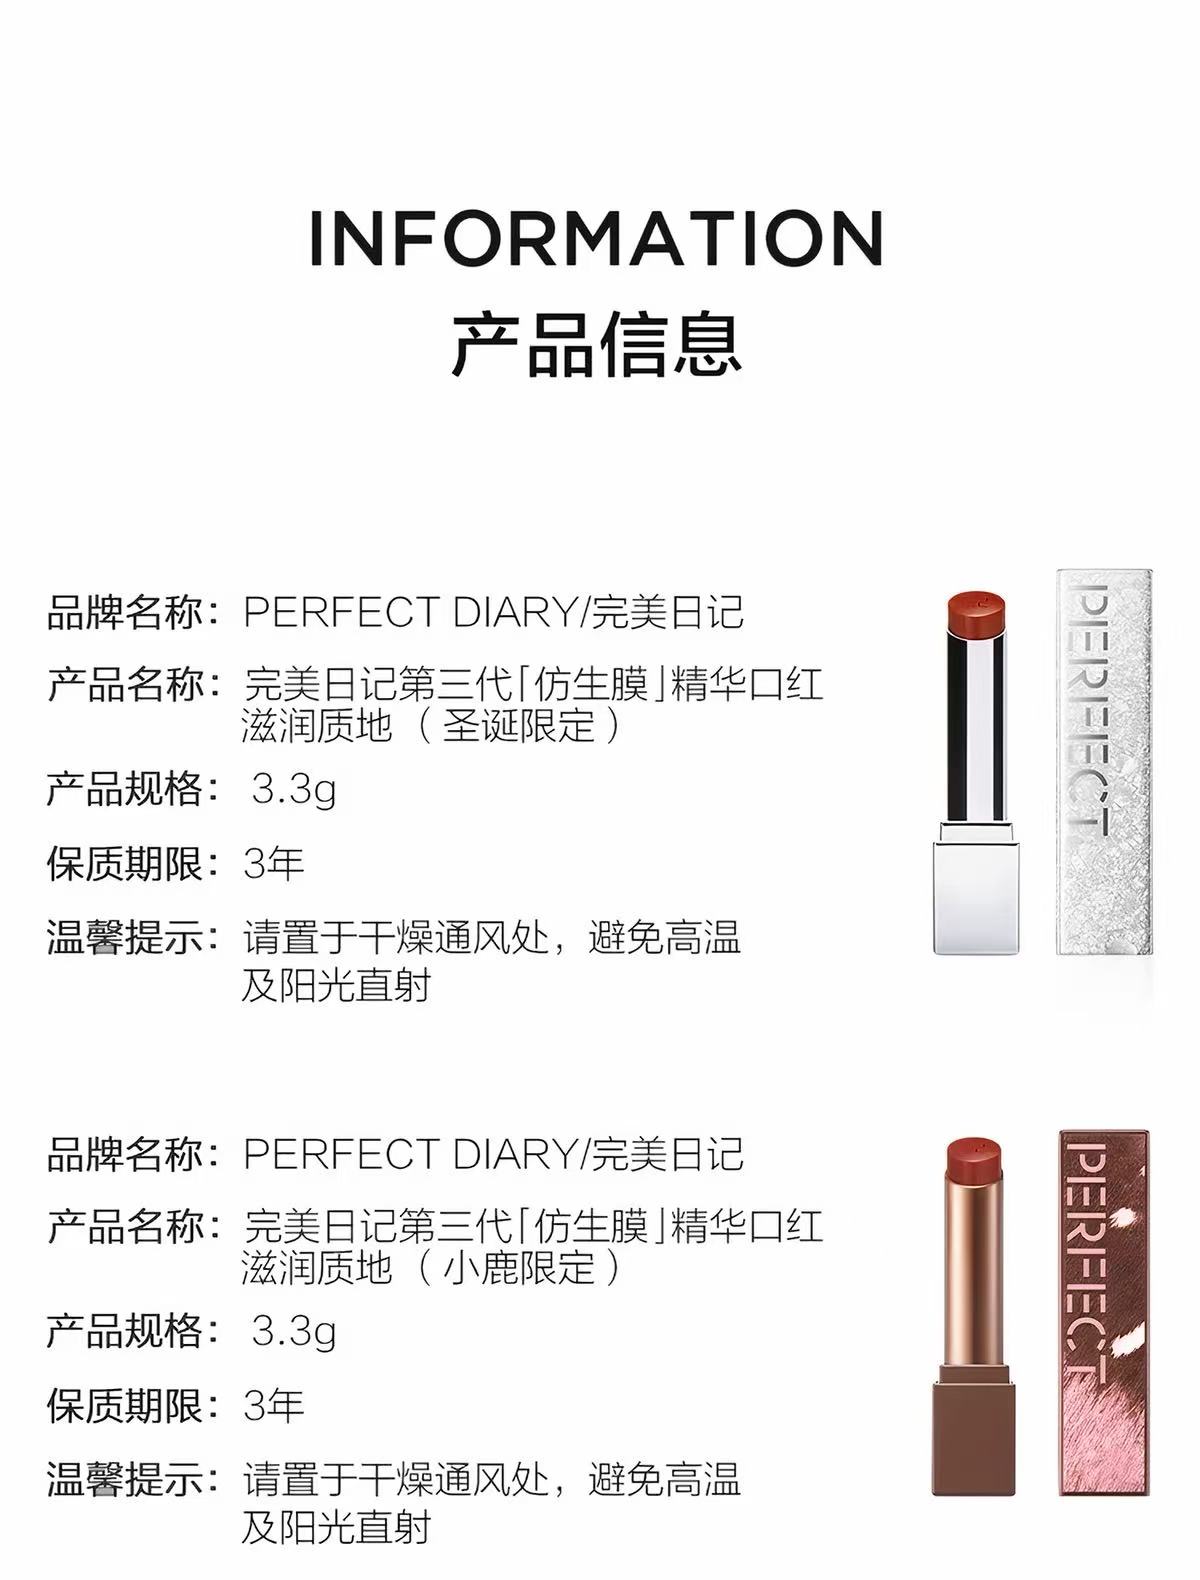 INFORMATION
产品信息
品牌名称：PERFECT DIARY/完美日记
产品名称：完美日记第三代「仿生膜」精华口红
滋润质地（圣诞限定）
产品规格：3.3g
保质期限：3年
温馨提示：请置于干燥通风处，避免高温
及阳光直射
PERFECT
品牌名称：PERFECT DIARY/完美日记
产品名称：完美日记第三代「仿生膜」精华口红
滋润质地（小鹿限定）
产品规格：3.3g
保质期限：3年
温馨提示：请置于干燥通风处，避免高温
及阳光直射
PERFECT